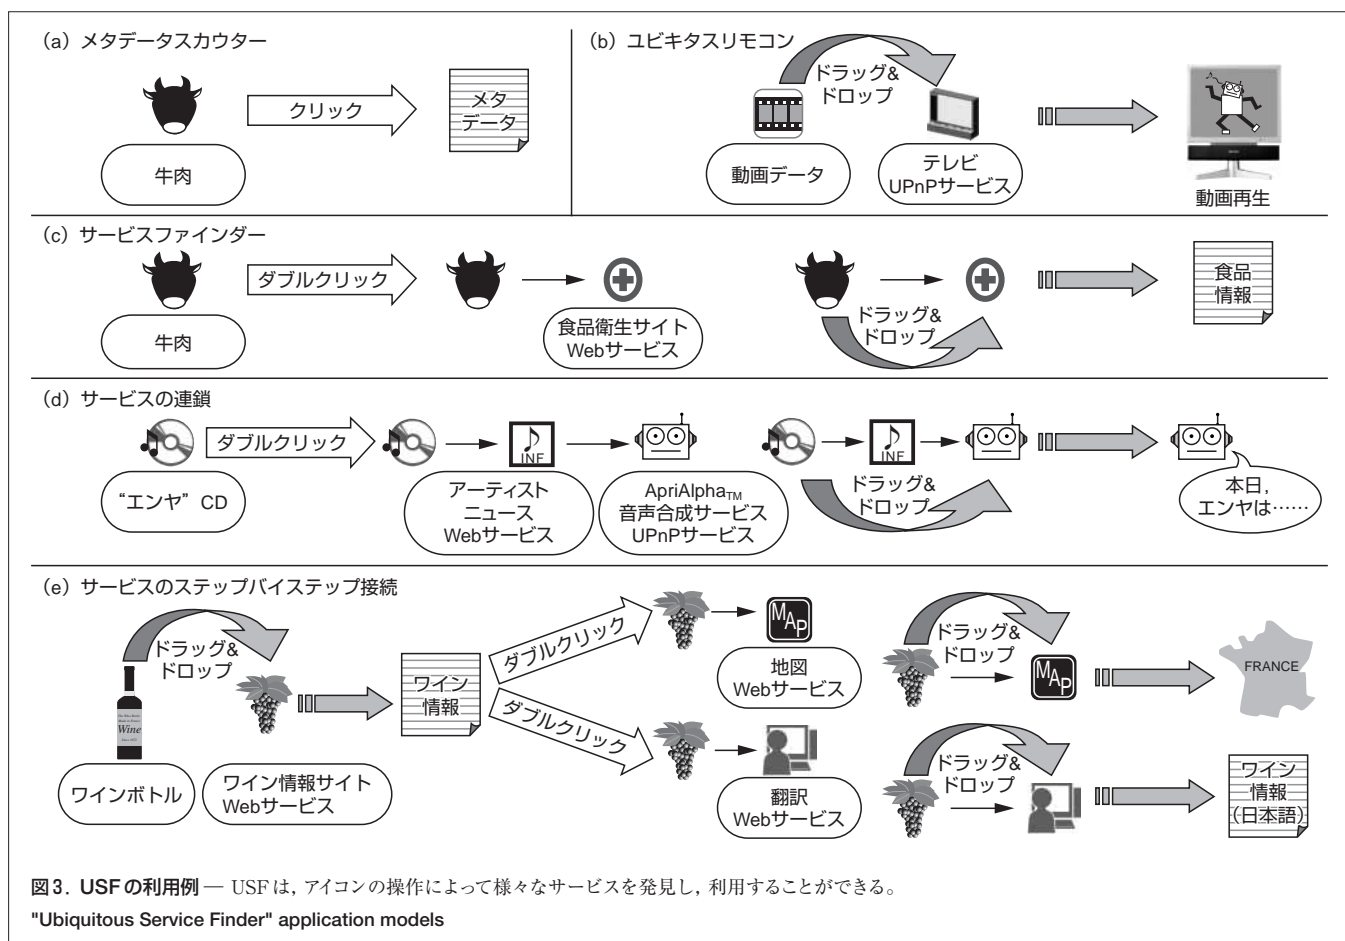 (a) メタデータスカウター
クリック
メタ
データ
牛肉
(b) ユビキタスリモコン
ドラッグ&
ドロップ
動画データ
テレビ
UPnPサービス
動画再生
(c) サービスファインダー
ダブルクリック
牛肉
食品衛生サイト
Webサービス
ドラッグ&
ドロップ
食品
情報
(d) サービスの連鎖
ダブルクリック
INF
INF
“エンヤ” CD
アーティスト
ニュース
Webサービス
ApriAlphaTM
音声合成サービス
UPnPサービス
ドラッグ&
ドロップ
本日,
エンヤは……
(e) サービスのステップバイステップ接続
ドラッグ&
ドロップ
Wine
ワインボトル
ワイン情報サイト
Webサービス
ワイン
情報
ダブルクリック
ダブルクリック
MAP
地図
Webサービス
ドラッグ&
ドロップ
MAP
FRANCE
翻訳
Webサービス
ドラッグ&
ドロップ
ワイン
情報
(日本語)
図3. USFの利用例 — USFは, アイコンの操作によって様々なサービスを発見し, 利用することができる。
"Ubiquitous Service Finder" application models